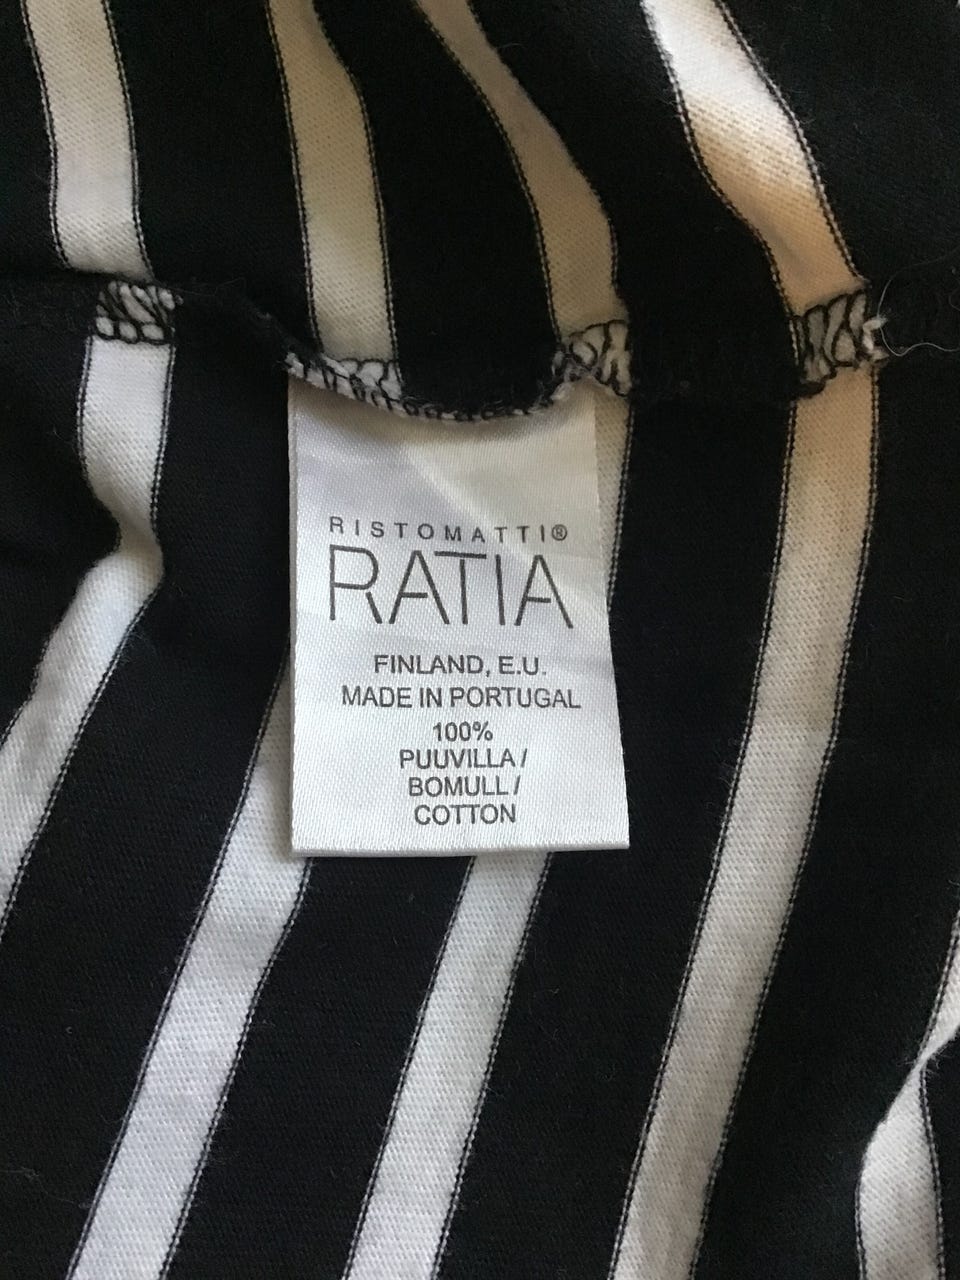 RISTOMATTI®
RATIA
FINLAND, E.U.
MADE IN PORTUGAL
100%
PUUVILLA /
BOMULL /
COTTON